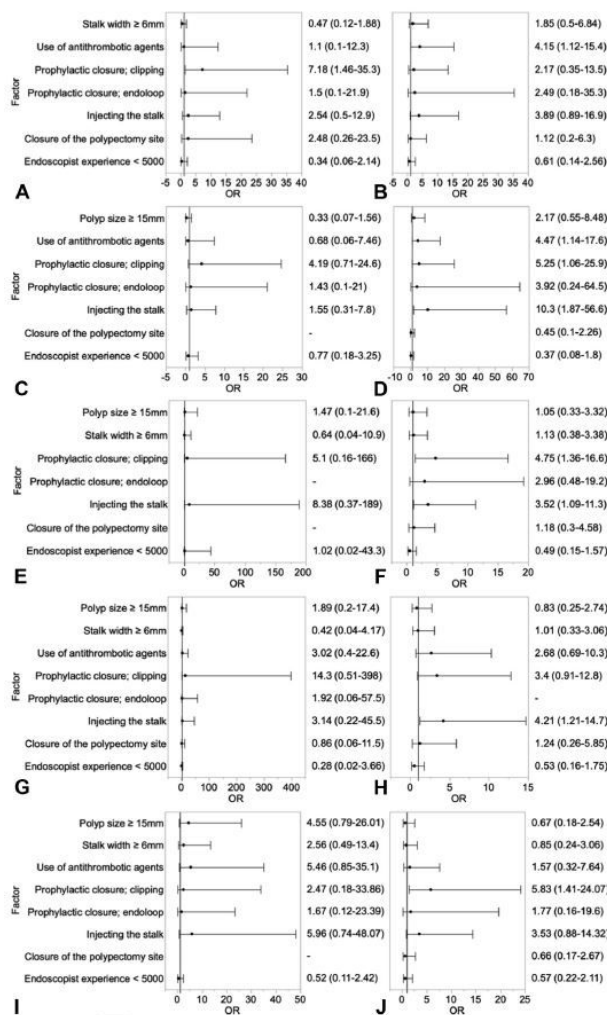 Stalk width ≥ 6mm 0.47 (0.12-1.88) 1.85 (0.5-6.84)
Use of antithrombotic agents 1.1 (0.1-12.3) 4.15 (1.12-15.4)
Prophylactic closure; clipping 7.18 (1.46-35.3) 2.17 (0.35-13.5)
Prophylactic closure; endoloop 1.5 (0.1-21.9) 2.49 (0.18-35.3)
Injecting the stalk 2.54 (0.5-12.9) 3.89 (0.89-16.9)
Closure of the polypectomy site 2.48 (0.26-23.5) 1.12 (0.2-6.3)
Endoscopist experience < 5000 0.34 (0.06-2.14) 0.61 (0.14-2.56)
Factor
-5 0 5 10 15 20 25 30 35 40 -5 0 5 10 15 20 25 30 35 40
A OR B OR
Polyp size ≥ 15mm 0.33 (0.07-1.56) 2.17 (0.55-8.48)
Use of antithrombotic agents 0.68 (0.06-7.46) 4.47 (1.14-17.6)
Prophylactic closure; clipping 4.19 (0.71-24.6) 5.25 (1.06-25.9)
Prophylactic closure; endoloop 1.43 (0.1-21) 3.92 (0.24-64.5)
Injecting the stalk 1.55 (0.31-7.8) 10.3 (1.87-56.6)
Closure of the polypectomy site - 0.45 (0.1-2.26)
Endoscopist experience < 5000 0.77 (0.18-3.25) 0.37 (0.08-1.8)
Factor
-5 0 5 10 15 20 25 30 -10 0 10 20 30 40 50 60 70
C OR D OR
Polyp size ≥ 15mm 1.47 (0.1-21.6) 1.05 (0.33-3.32)
Stalk width ≥ 6mm 0.64 (0.04-10.9) 1.13 (0.38-3.38)
Prophylactic closure; clipping 5.1 (0.16-166) 4.75 (1.36-16.6)
Prophylactic closure; endoloop - 2.96 (0.48-19.2)
Injecting the stalk 8.38 (0.37-189) 3.52 (1.09-11.3)
Closure of the polypectomy site - 1.18 (0.3-4.58)
Endoscopist experience < 5000 1.02 (0.02-43.3) 0.49 (0.15-1.57)
Factor
0 50 100 150 200 0 5 10 15 20
E OR F OR
Polyp size ≥ 15mm 1.89 (0.2-17.4) 0.83 (0.25-2.74)
Stalk width ≥ 6mm 0.42 (0.04-4.17) 1.01 (0.33-3.06)
Use of antithrombotic agents 3.02 (0.4-22.6) 2.68 (0.69-10.3)
Prophylactic closure; clipping 14.3 (0.51-398) 3.4 (0.91-12.8)
Prophylactic closure; endoloop 1.92 (0.06-57.5) -
Injecting the stalk 3.14 (0.22-45.5) 4.21 (1.21-14.7)
Closure of the polypectomy site 0.86 (0.06-11.5) 1.24 (0.26-5.85)
Endoscopist experience < 5000 0.28 (0.02-3.66) 0.53 (0.16-1.75)
Factor
0 100 200 300 400 0 5 10 15
G OR H OR
Polyp size ≥ 15mm 4.55 (0.79-26.01) 0.67 (0.18-2.54)
Stalk width ≥ 6mm 2.56 (0.49-13.4) 0.85 (0.24-3.06)
Use of antithrombotic agents 5.46 (0.85-35.1) 1.57 (0.32-7.64)
Prophylactic closure; clipping 2.47 (0.18-33.86) 5.83 (1.41-24.07)
Prophylactic closure; endoloop 1.67 (0.12-23.39) 1.77 (0.16-19.6)
Injecting the stalk 5.96 (0.74-48.07) 3.53 (0.88-14.32)
Closure of the polypectomy site - 0.66 (0.17-2.67)
Endoscopist experience < 5000 0.52 (0.11-2.42) 0.57 (0.22-2.11)
Factor
0 10 20 30 40 50 0 5 10 15 20 25
I OR J OR